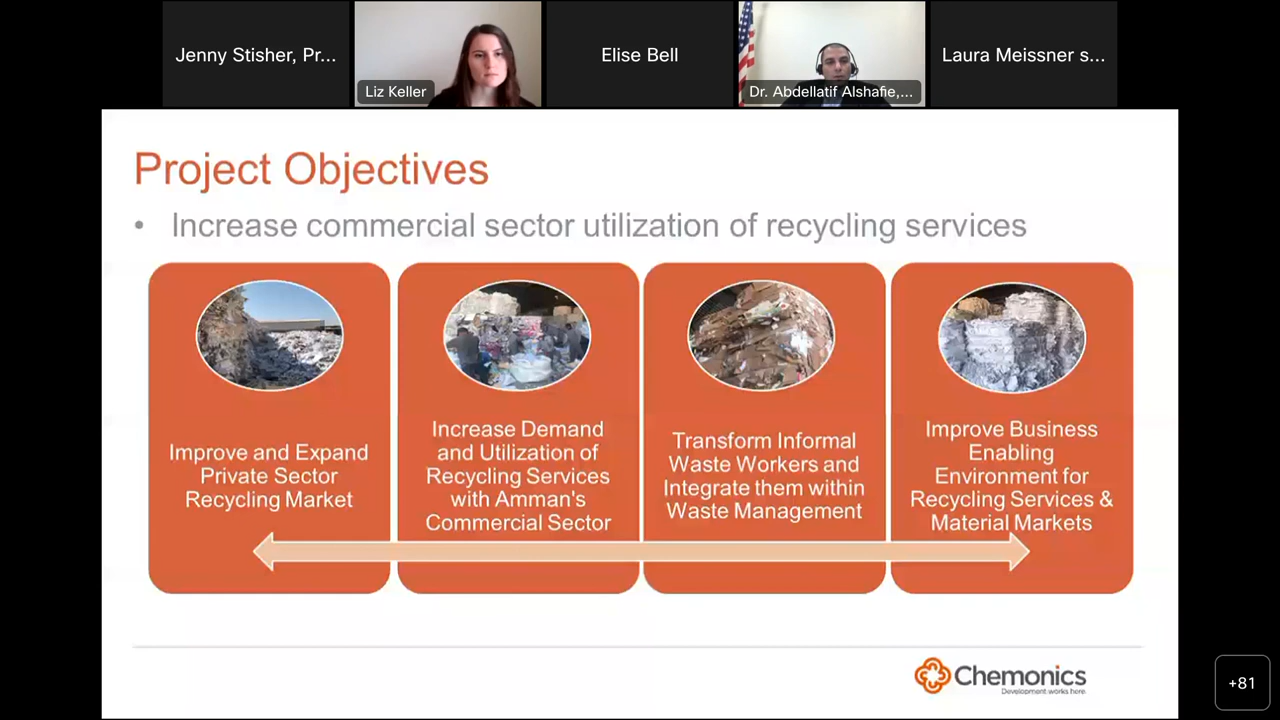 Jenny Stisher, Pr...
Liz Keller
Elise Bell
Dr. Abdellatif Alshafie,...
Laura Meissner s...
Project Objectives
• Increase commercial sector utilization of recycling services
Improve and Expand
Private Sector
Recycling Market
Increase Demand
and Utilization of
Recycling Services
with Amman's
Commercial Sector
Transform Informal
Waste Workers and
Integrate them within
Waste Management
Improve Business
Enabling
Environment for
Recycling Services &
Material Markets
Chemonics
Development works here.
+81